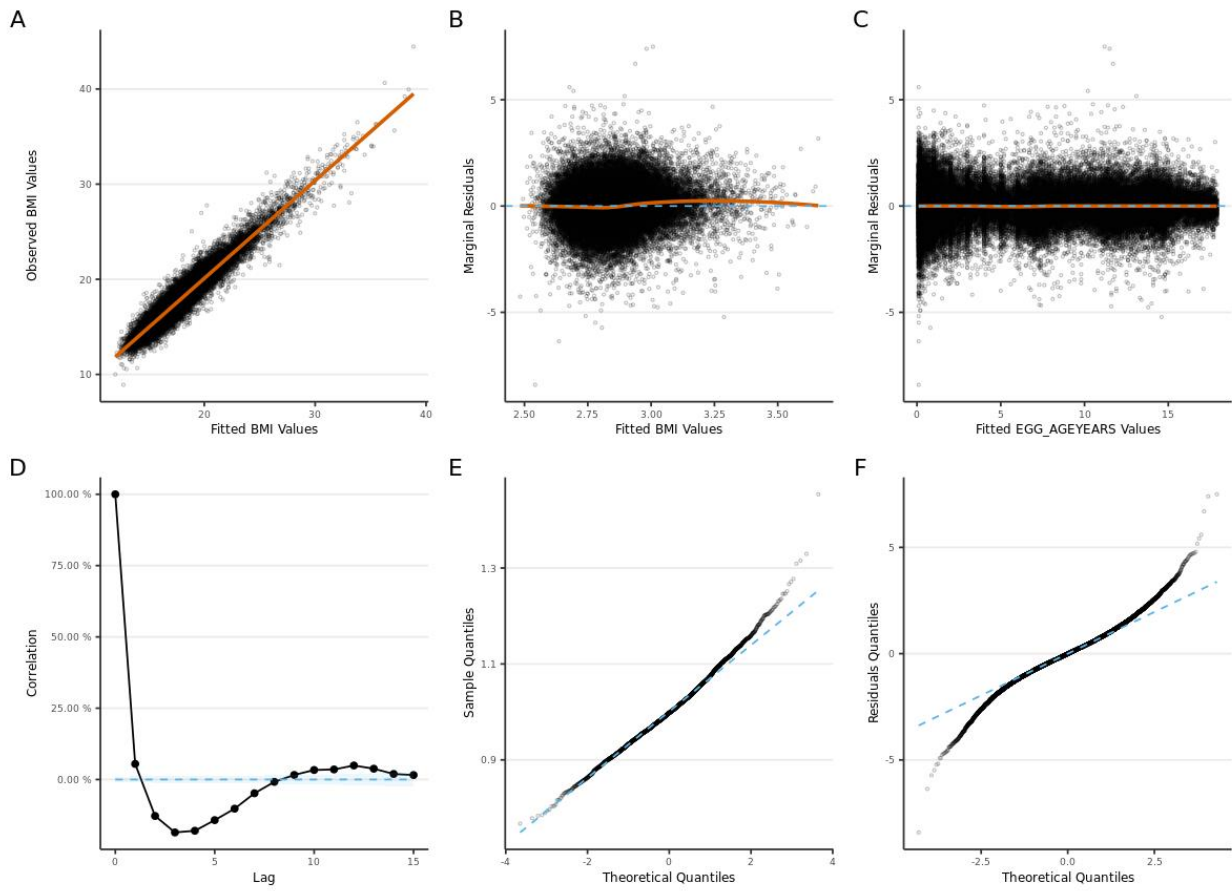 A
Observed BMI Values
40
30
20
10
20
30
40
Fitted BMI Values
B
Marginal Residuals
5
0
-5
2.50
2.75
3.00
3.25
3.50
Fitted BMI Values
C
Marginal Residuals
5
0
-5
0
5
10
15
Fitted EGG_AGEYEARS Values
D
Correlation
100.00 %
75.00 %
50.00 %
25.00 %
0.00 %
0
5
10
15
Lag
E
Sample Quantiles
1.3
1.1
0.9
-4
-2
0
2
4
Theoretical Quantiles
F
Residuals Quantiles
5
0
-5
-2.5
0.0
2.5
Theoretical Quantiles